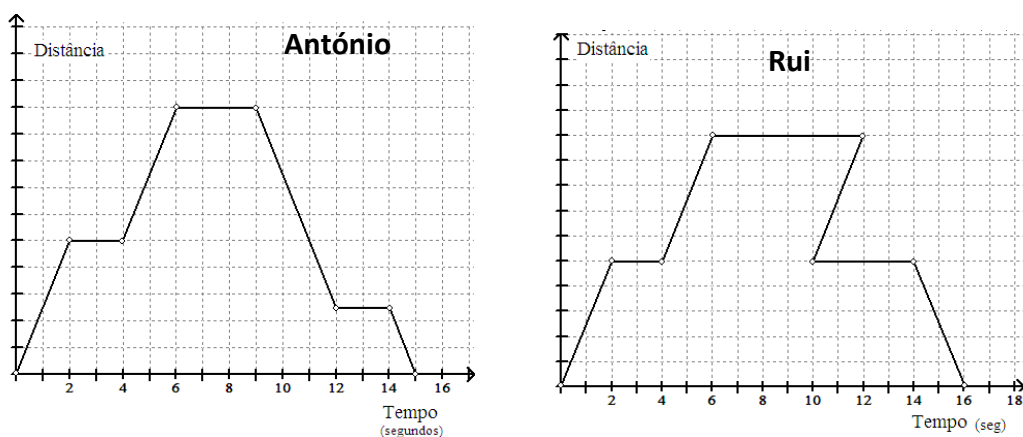 António
Distância
2 4 6 8 10 12 14 16
Tempo
(segundos)
Rui
Distância
2 4 6 8 10 12 14 16 18
Tempo (seg)